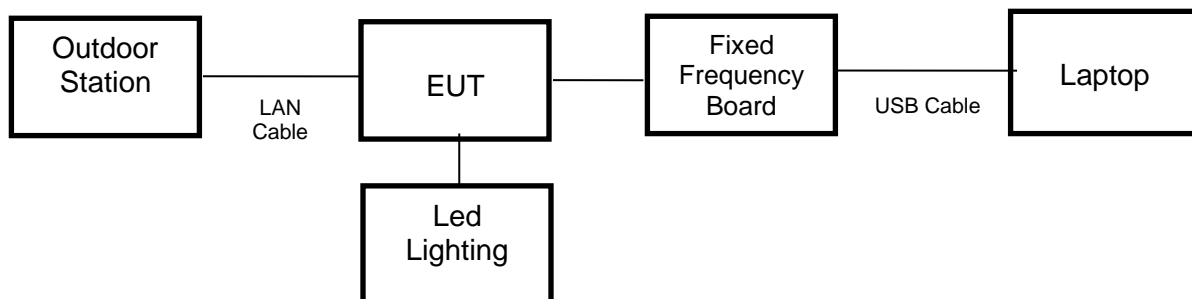 Outdoor
Station
LAN
Cable
EUT
Fixed
Frequency
Board
USB Cable
Laptop
Led
Lighting